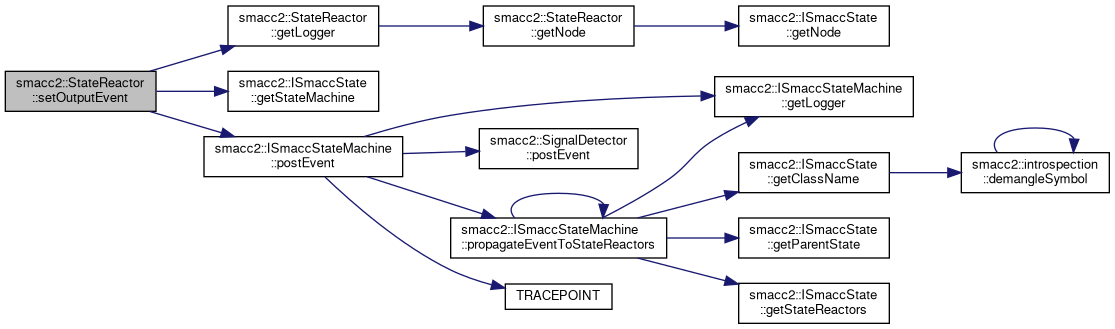 smacc2::StateReactor
::setOutputEvent
smacc2::StateReactor
::getLogger
smacc2::StateReactor
::getNode
smacc2::ISmaccState
::getNode
smacc2::ISmaccState
::getStateMachine
smacc2::ISmaccStateMachine
::postEvent
smacc2::ISmaccStateMachine
::getLogger
smacc2::SignalDetector
::postEvent
smacc2::ISmaccStateMachine
::propagateEventToStateReactors
smacc2::ISmaccState
::getClassName
smacc2::introspection
::demangleSymbol
smacc2::ISmaccState
::getParentState
smacc2::ISmaccState
::getStateReactors
TRACEPOINT